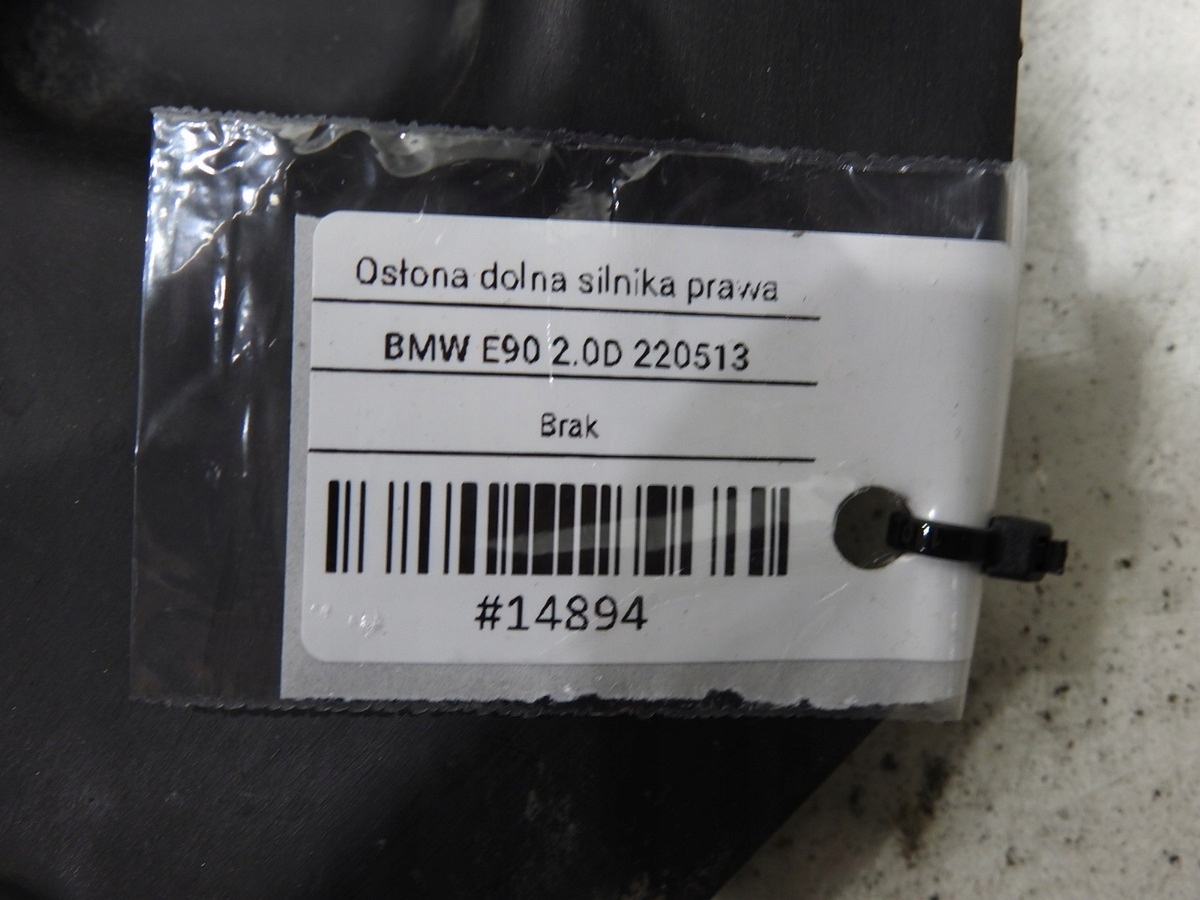 Osłona dolna silnika prawa
BMW E90 2.0D 220513
Brak
#14894